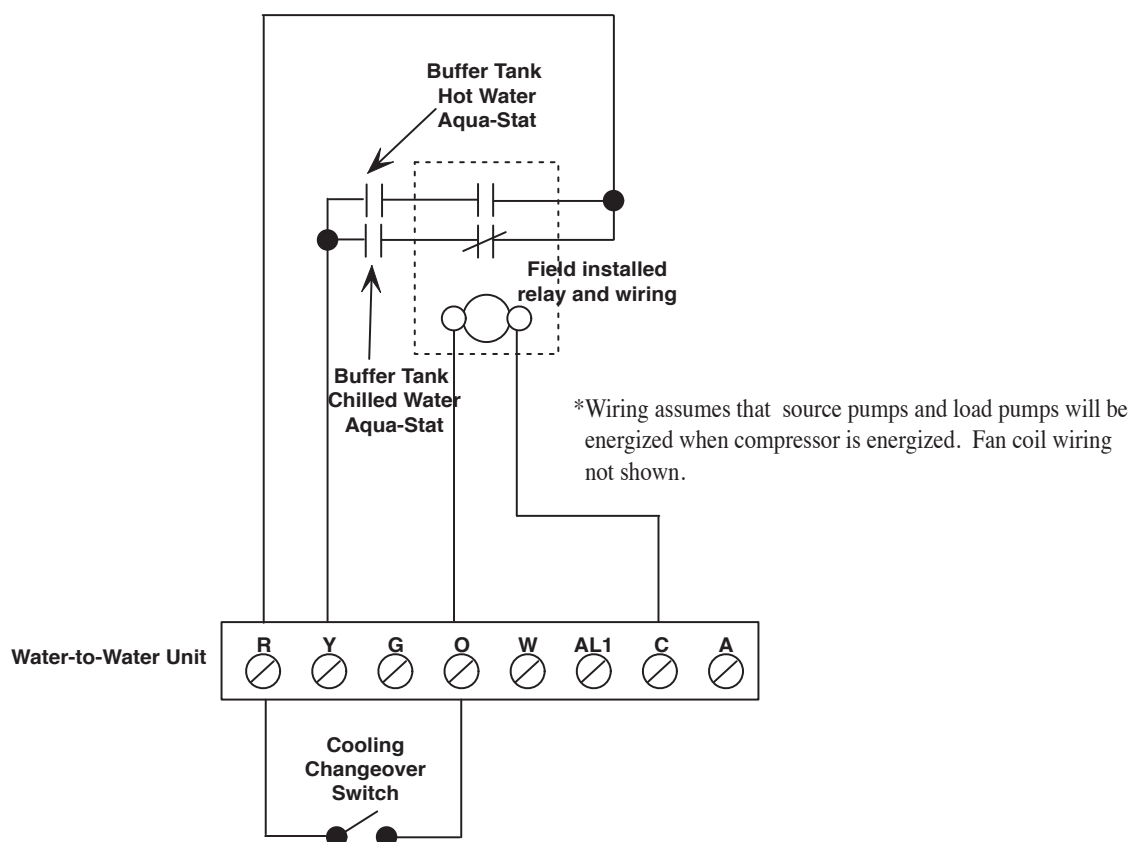 Buffer Tank
Hot Water
Aqua-Stat
Field installed
relay and wiring
Buffer Tank
Chilled Water
Aqua-Stat
*Wiring assumes that source pumps and load pumps will be
energized when compressor is energized. Fan coil wiring
not shown.
Water-to-Water Unit
R Y G O W AL1 C A
Cooling
Changeover
Switch